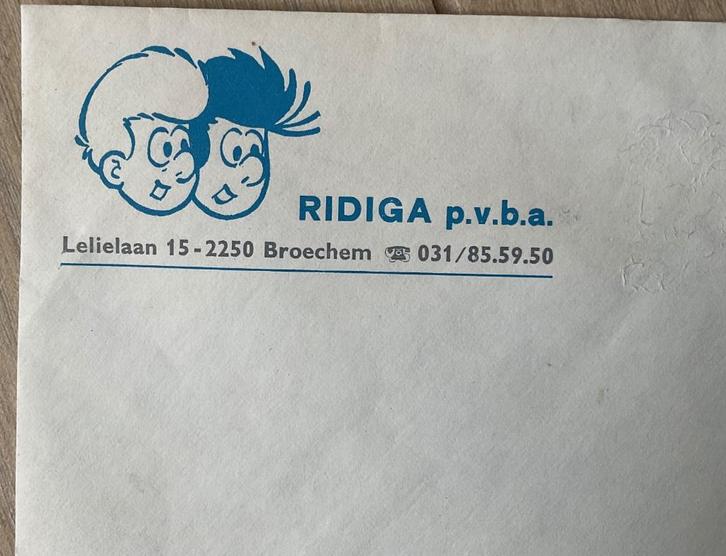 RIDIGA p.v.b.a.
Lelielaan 15-2250 Broechem ☎ 031/85.59.50